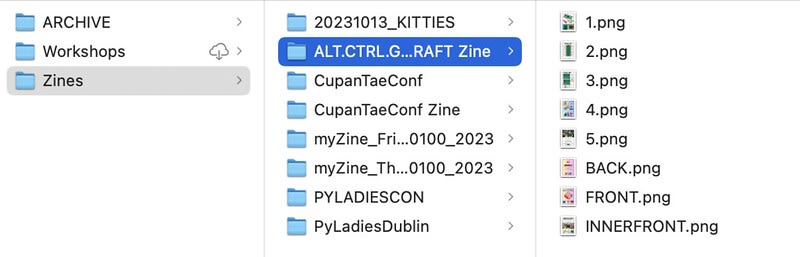 ARCHIVE
Workshops
Zines
20231013_KITTIES
ALT.CTRL.G...RAFT Zine
CupanTaeConf
CupanTaeConf Zine
myZine_Fri...0100_2023
myZine_Th...0100_2023
PYLADIESCON
PyLadiesDublin
1.png
2.png
3.png
4.png
5.png
BACK.png
FRONT.png
INNERFRONT.png